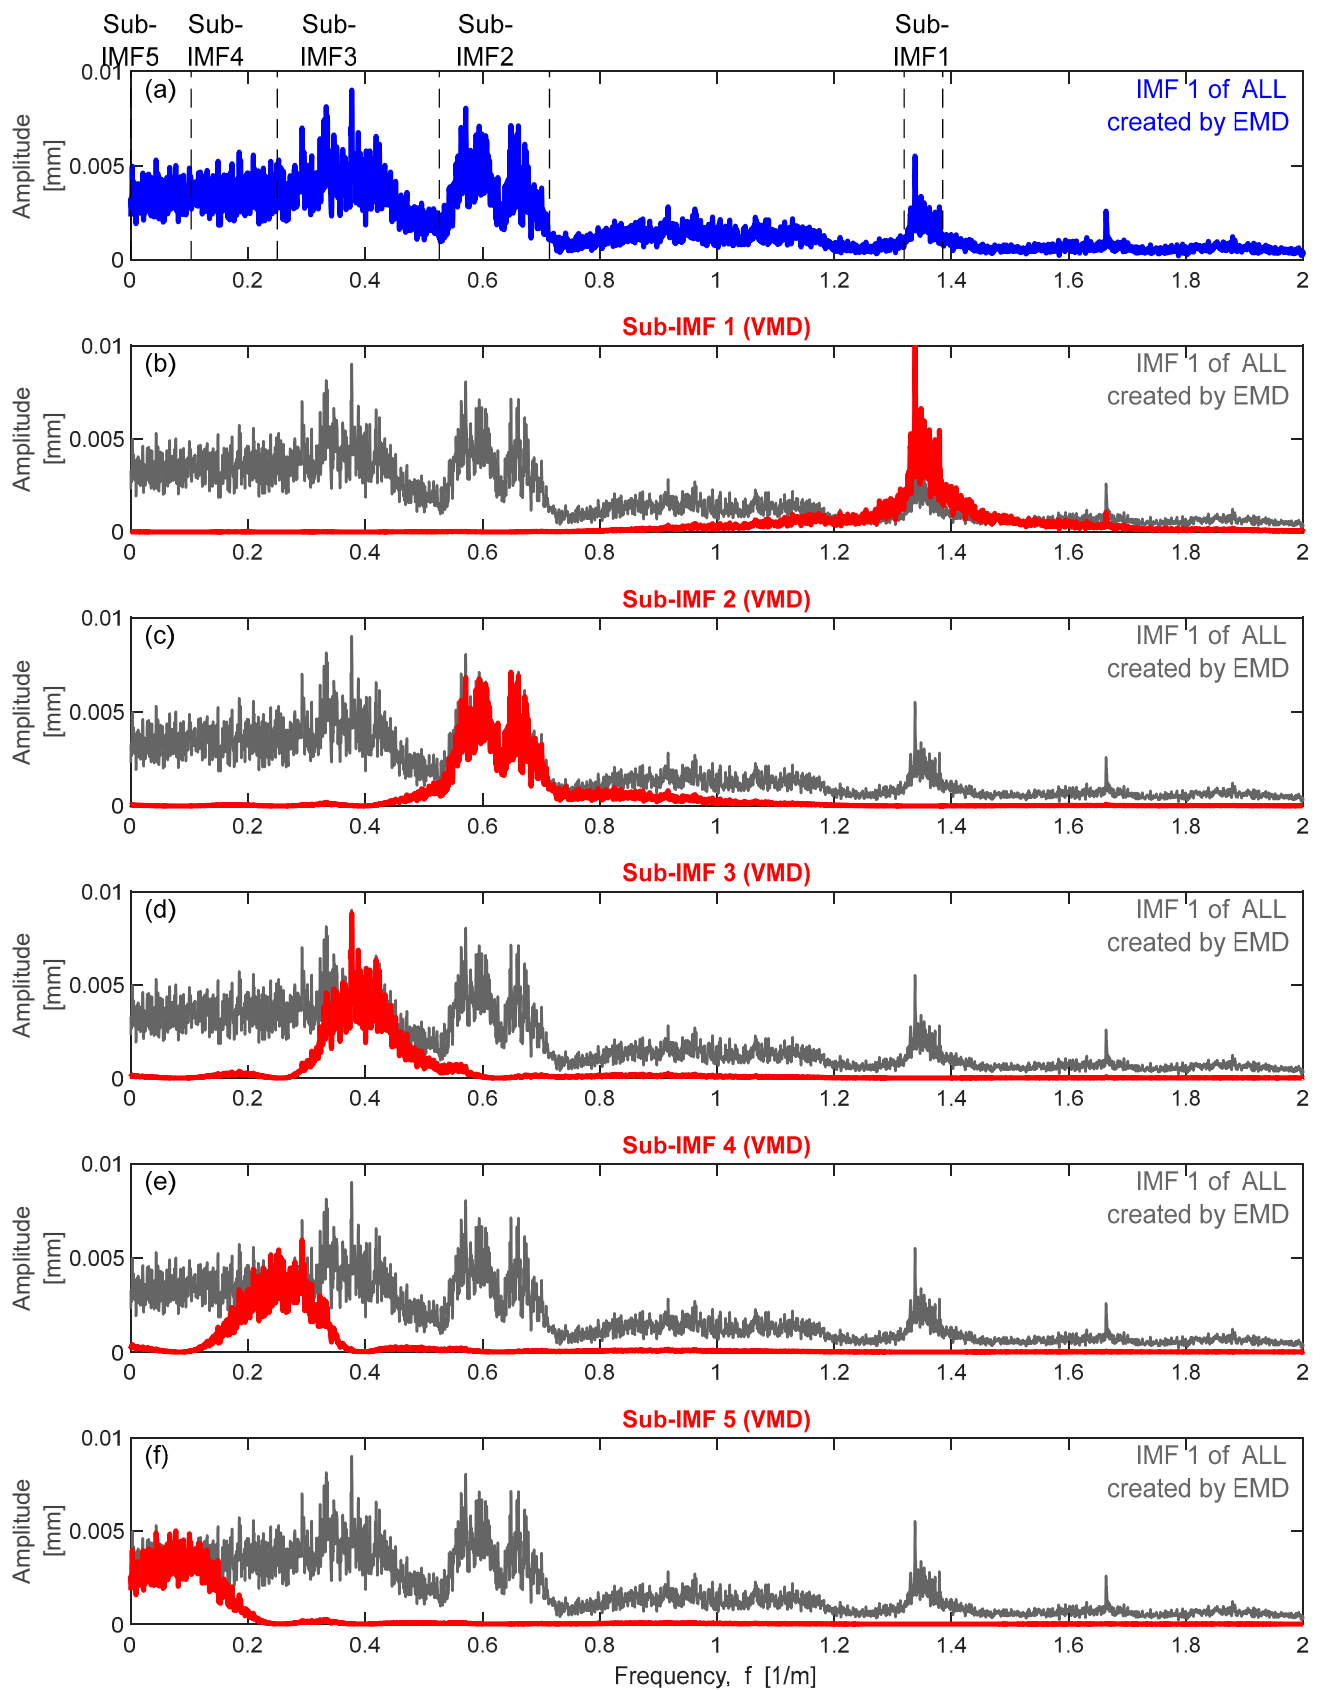 Sub- Sub- Sub- Sub- Sub-
IMF5 IMF4 IMF3 IMF2 IMF1
0.01
(a)
IMF 1 of ALL
created by EMD
Amplitude
[mm]
0.005
0
0 0.2 0.4 0.6 0.8 1 1.2 1.4 1.6 1.8 2
Sub-IMF 1 (VMD)
0.01
(b)
IMF 1 of ALL
created by EMD
Amplitude
[mm]
0.005
0
0 0.2 0.4 0.6 0.8 1 1.2 1.4 1.6 1.8 2
Sub-IMF 2 (VMD)
0.01
(c)
IMF 1 of ALL
created by EMD
Amplitude
[mm]
0.005
0
0 0.2 0.4 0.6 0.8 1 1.2 1.4 1.6 1.8 2
Sub-IMF 3 (VMD)
0.01
(d)
IMF 1 of ALL
created by EMD
Amplitude
[mm]
0.005
0
0 0.2 0.4 0.6 0.8 1 1.2 1.4 1.6 1.8 2
Sub-IMF 4 (VMD)
0.01
(e)
IMF 1 of ALL
created by EMD
Amplitude
[mm]
0.005
0
0 0.2 0.4 0.6 0.8 1 1.2 1.4 1.6 1.8 2
Sub-IMF 5 (VMD)
0.01
(f)
IMF 1 of ALL
created by EMD
Amplitude
[mm]
0.005
0
0 0.2 0.4 0.6 0.8 1 1.2 1.4 1.6 1.8 2
Frequency, f [1/m]